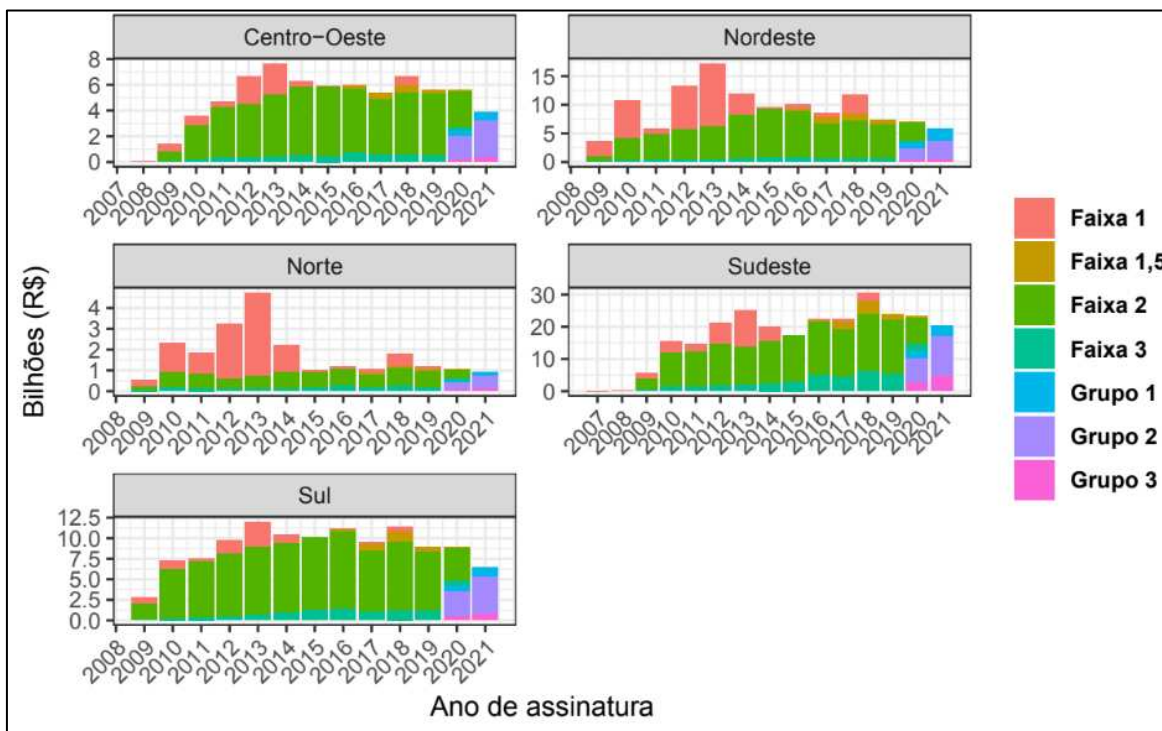 Centro-Oeste
8
6
4
2
0
2007 2008 2009 2010 2011 2012 2013 2014 2015 2016 2017 2018 2019 2020 2021
Nordeste
15
10
5
0
2008 2009 2010 2011 2012 2013 2014 2015 2016 2017 2018 2019 2020 2021
Norte
4
3
2
1
0
2008 2009 2010 2011 2012 2013 2014 2015 2016 2017 2018 2019 2020 2021
Sudeste
30
20
10
0
2007 2008 2009 2010 2011 2012 2013 2014 2015 2016 2017 2018 2019 2020 2021
Sul
12.5
10.0
7.5
5.0
2.5
0.0
2008 2009 2010 2011 2012 2013 2014 2015 2016 2017 2018 2019 2020 2021
Bilhões (R$)
Ano de assinatura
Faixa 1
Faixa 1,5
Faixa 2
Faixa 3
Grupo 1
Grupo 2
Grupo 3